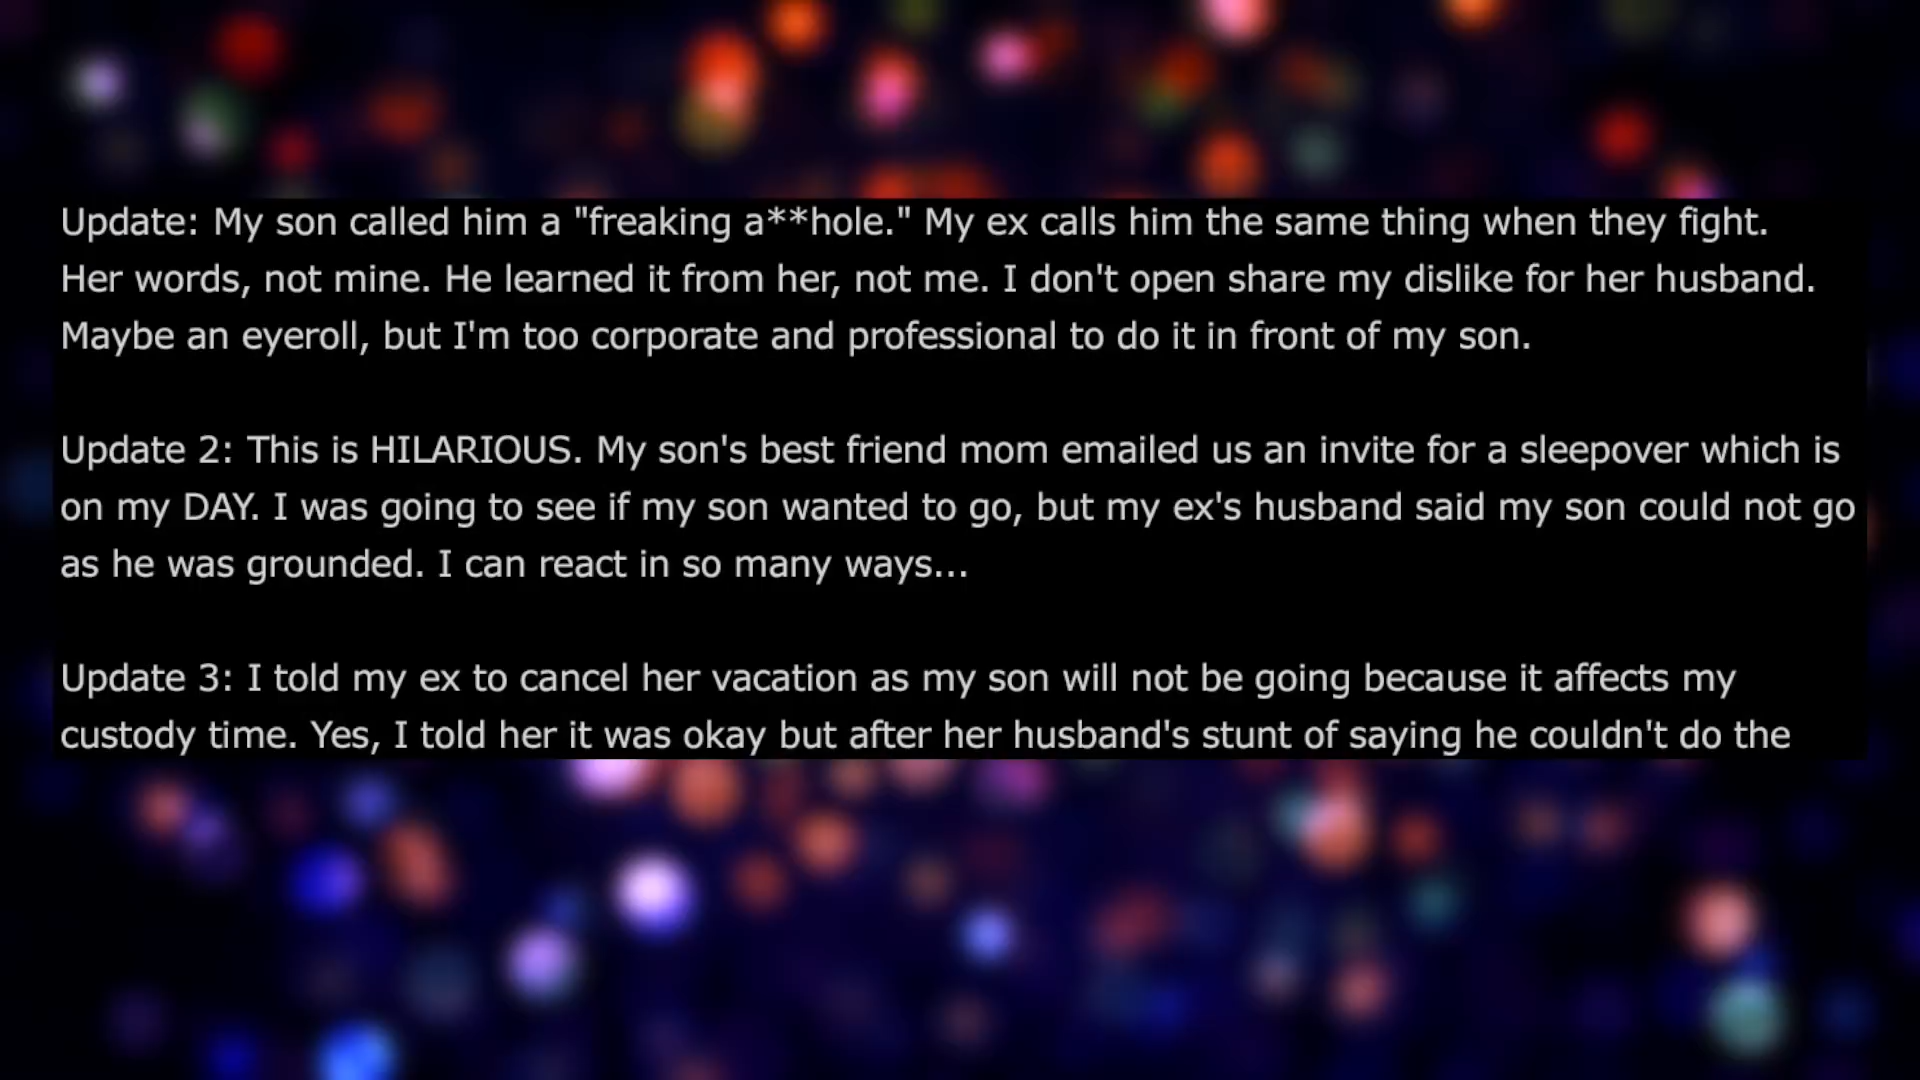 Update: My son called him a "freaking a**hole." My ex calls him the same thing when they fight.
Her words, not mine. He learned it from her, not me. I don't open share my dislike for her husband.
Maybe an eyeroll, but I'm too corporate and professional to do it in front of my son.
Update 2: This is HILARIOUS. My son's best friend mom emailed us an invite for a sleepover which is
on my DAY. I was going to see if my son wanted to go, but my ex's husband said my son could not go
as he was grounded. I can react in so many ways...
Update 3: I told my ex to cancel her vacation as my son will not be going because it affects my
custody time. Yes, I told her it was okay but after her husband's stunt of saying he couldn't do the